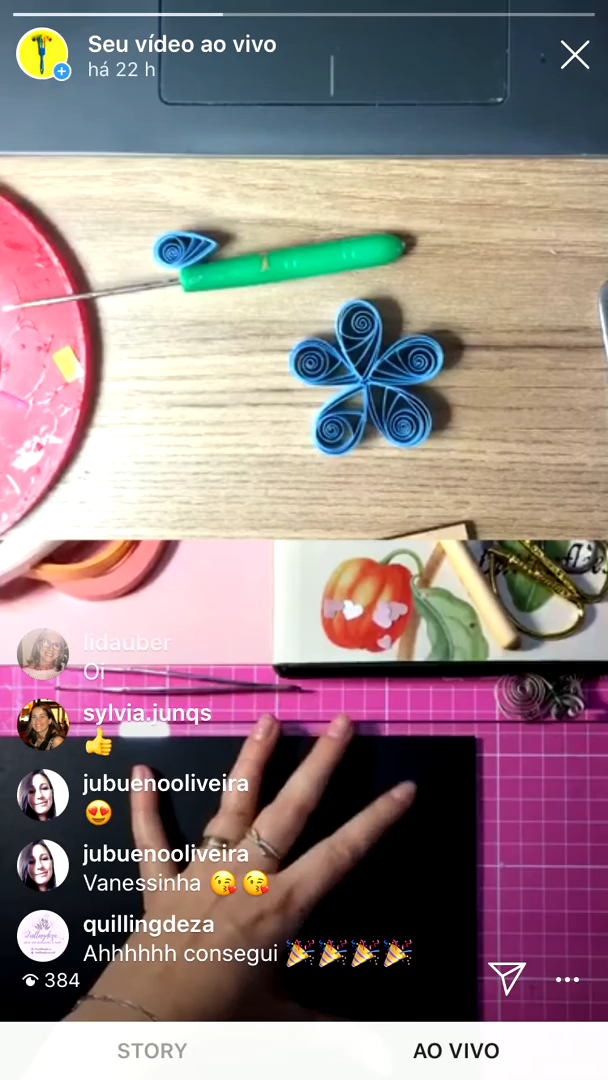 Seu vídeo ao vivo
há 22 h
lidauber
Oi
sylvia.junqs
👍
jubuenooliveira
😍
jubuenooliveira
Vanessinha 😘😘
quillingdeza
Ahhhhhh consegui 🎉🎉🎉🎉
384
STORY
AO VIVO